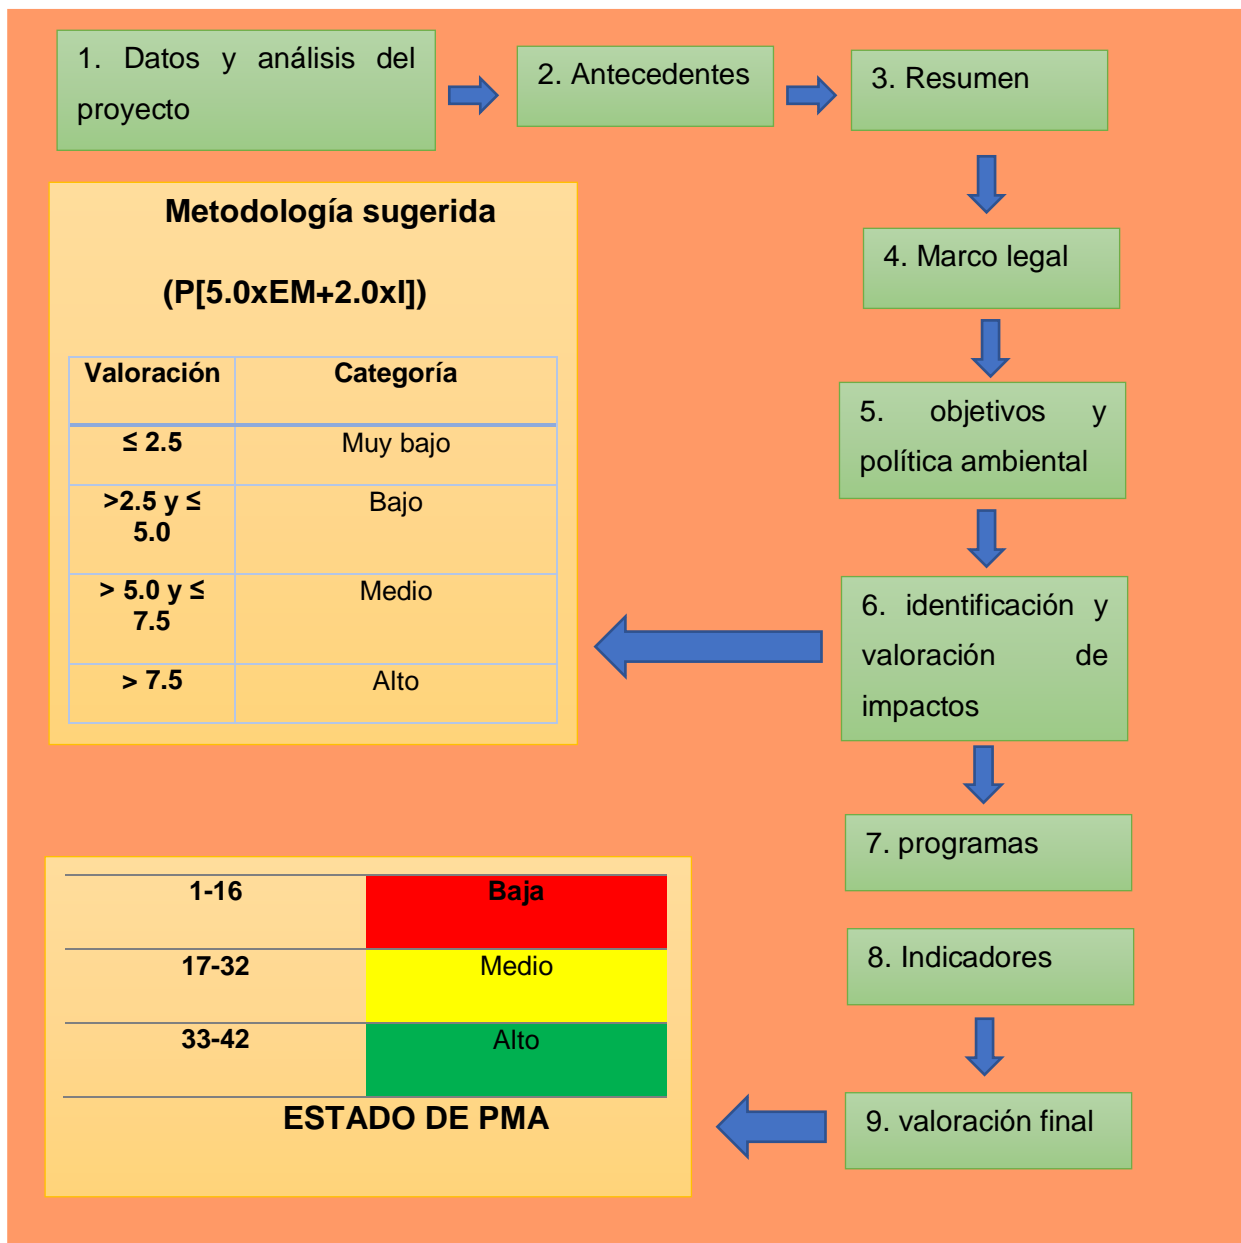 1. Datos y análisis del
proyecto
2. Antecedentes
3. Resumen
4. Marco legal
5. objetivos y
política ambiental
6. identificación y
valoración de
impactos
Metodología sugerida
(P[5.0xEM+2.0xI])
Valoración Categoría
≤ 2.5 Muy bajo
>2.5 y ≤ Bajo
5.0
> 5.0 y ≤ Medio
7.5
> 7.5 Alto
7. programas
8. Indicadores
9. valoración final
1-16 Baja
17-32 Medio
33-42 Alto
ESTADO DE PMA